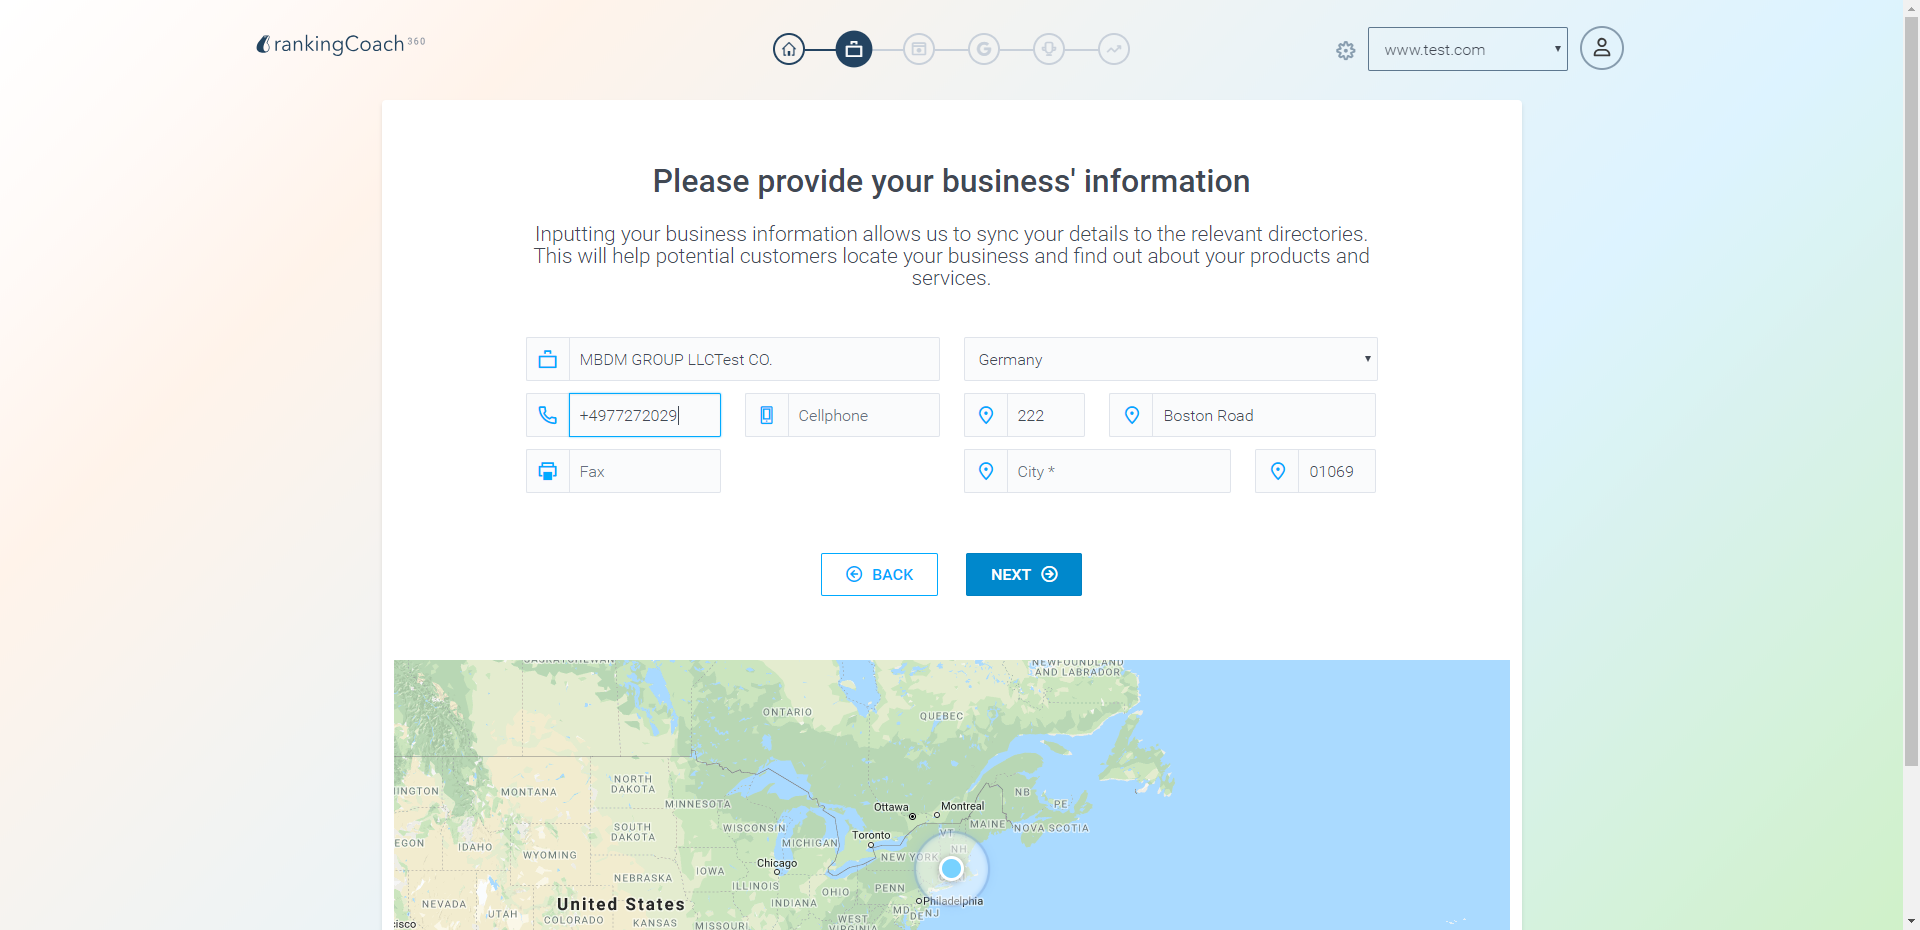 rankingCoach 360
www.test.com
Please provide your business' information
Inputting your business information allows us to sync your details to the relevant directories.
This will help potential customers locate your business and find out about your products and
services.
MBDM GROUP LLCTest CO.
Germany
+4977272029
Cellphone
222
Boston Road
Fax
City *
01069
BACK
NEXT
SASKATCHEWAN
NEWFOUNDLAND
AND LABRADOR
ONTARIO
QUEBEC
NORTH
DAKOTA
INGTON
MONTANA
MINNESOTA
NB
PE
Ottawa
Montreal
MAINE
NOVA SCOTIA
SOUTH
DAKOTA
WISCONSIN
VT
Toronto
EGON
IDAHO
MICHIGAN
NH
WYOMING
NEW YORK
Chicago
IOWA
NEBRASKA
ILLINOIS
OHIO
PENN
NEVADA
UTAH
United States
INDIANA
Philadelphia
MD
DE
NJ
COLORADO
KANSAS
MISSOURI
WEST
VIRGINIA
cisco